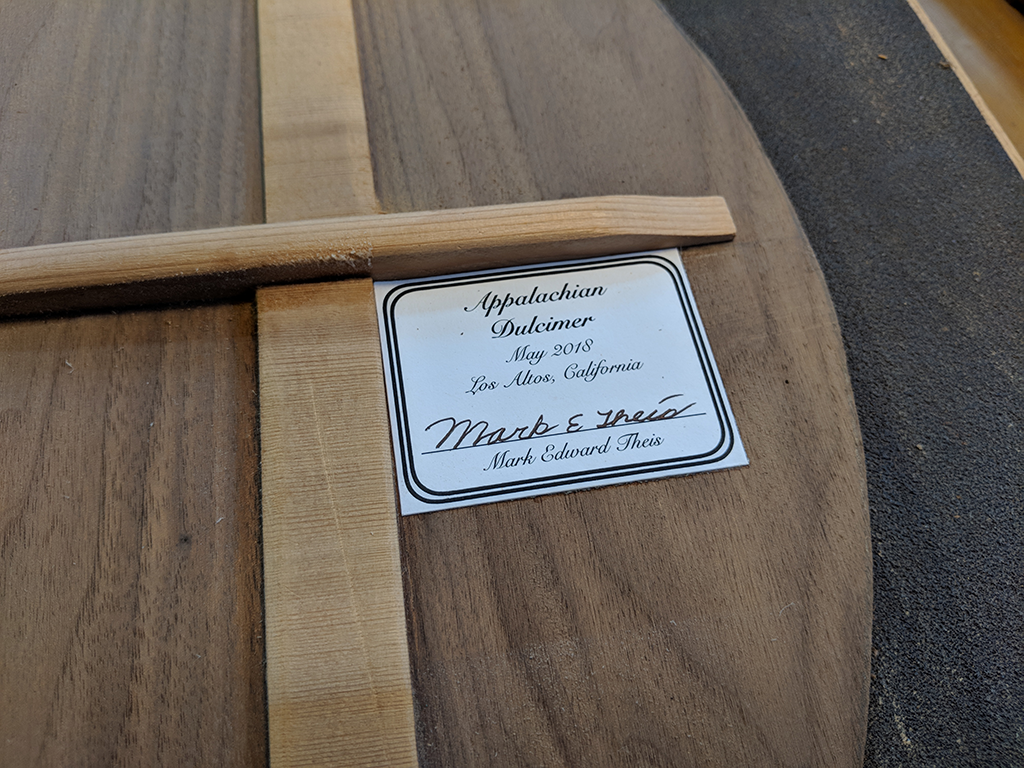 Appalachian
Dulcimer
May 2018
Los Altos, California
Mark E Theis
Mark Edward Theis